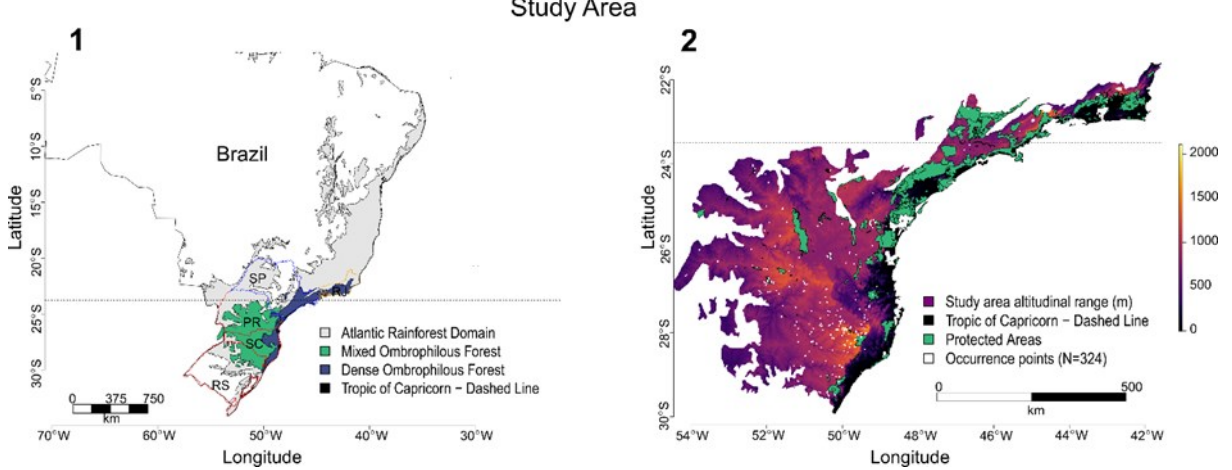 Study Area
1
5°S
10°S
15°S
20°S
25°S
30°S
Latitude
Brazil
SP
RJ
PR
SC
RS
Atlantic Rainforest Domain
Mixed Ombrophilous Forest
Dense Ombrophilous Forest
Tropic of Capricorn – Dashed Line
0 375 750
km
70°W 60°W 50°W 40°W 30°W
Longitude
2
22°S
24°S
26°S
28°S
30°S
Latitude
2000
1500
1000
500
0
Study area altitudinal range (m)
Tropic of Capricorn – Dashed Line
Protected Areas
Occurrence points (N=324)
0 500
km
54°W 52°W 50°W 48°W 46°W 44°W 42°W
Longitude